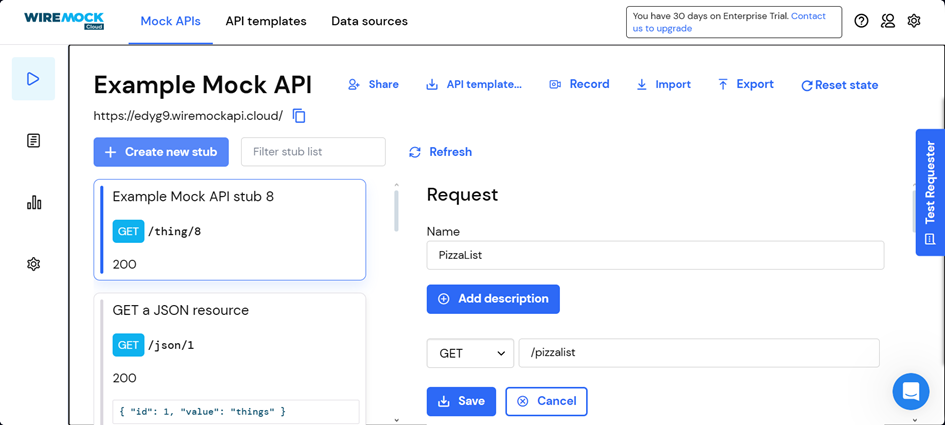 WIREMOCK
Cloud
Mock APIs
API templates
Data sources
You have 30 days on Enterprise Trial. Contact
us to upgrade
Example Mock API
Share
API template...
Record
Import
Export
Reset state
https://edyg9.wiremockapi.cloud/
Create new stub
Filter stub list
Refresh
Example Mock API stub 8
GET /thing/8
200
GET a JSON resource
GET /json/1
200
{ "id": 1, "value": "things" }
Request
Name
PizzaList
Add description
GET
/pizzalist
Save
Cancel
Test Requester